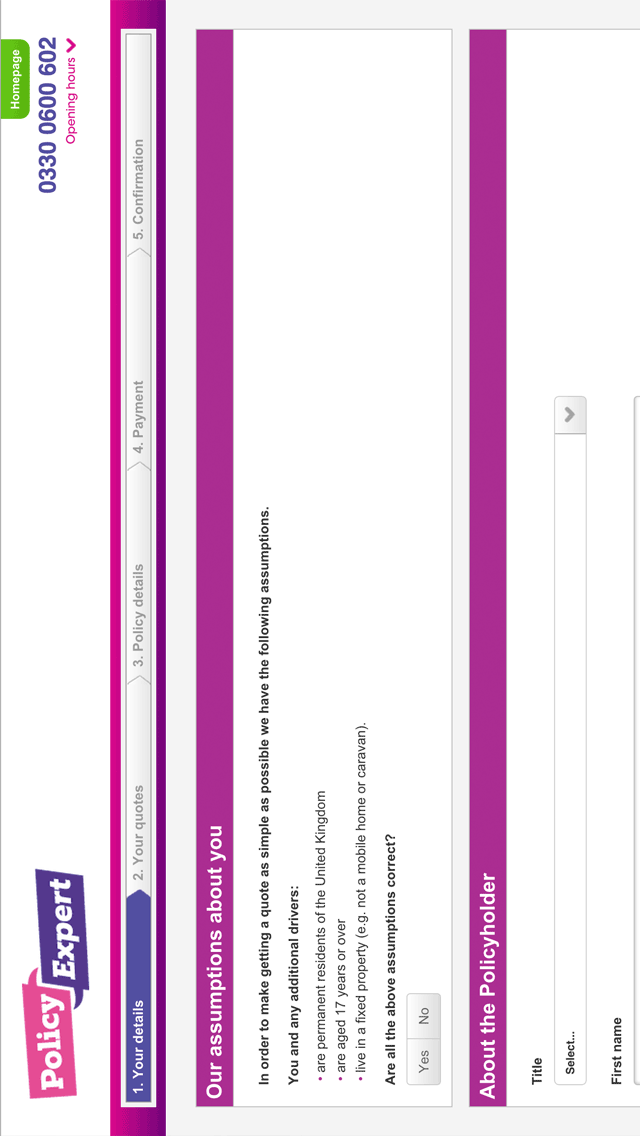 Policy
Expert
Homepage
0330 0600 602
Opening hours
1. Your details
2. Your quotes
3. Policy details
4. Payment
5. Confirmation
Our assumptions about you
In order to make getting a quote as simple as possible we have the following assumptions.
You and any additional drivers:
• are permanent residents of the United Kingdom
• are aged 17 years or over
• live in a fixed property (e.g. not a mobile home or caravan).
Are all the above assumptions correct?
Yes No
About the Policyholder
Title
Select...
First name